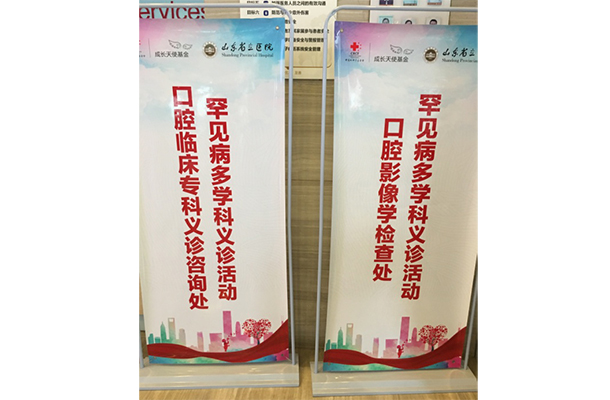 ervices
成长天使基金
山东省立医院
Shandong Provincial Hospital
罕见病多学科义诊活动
口腔临床专科义诊咨询处
成长天使基金
山东省立
Shandong Provincial
罕见病多学科义诊活动
口腔影像学检查处